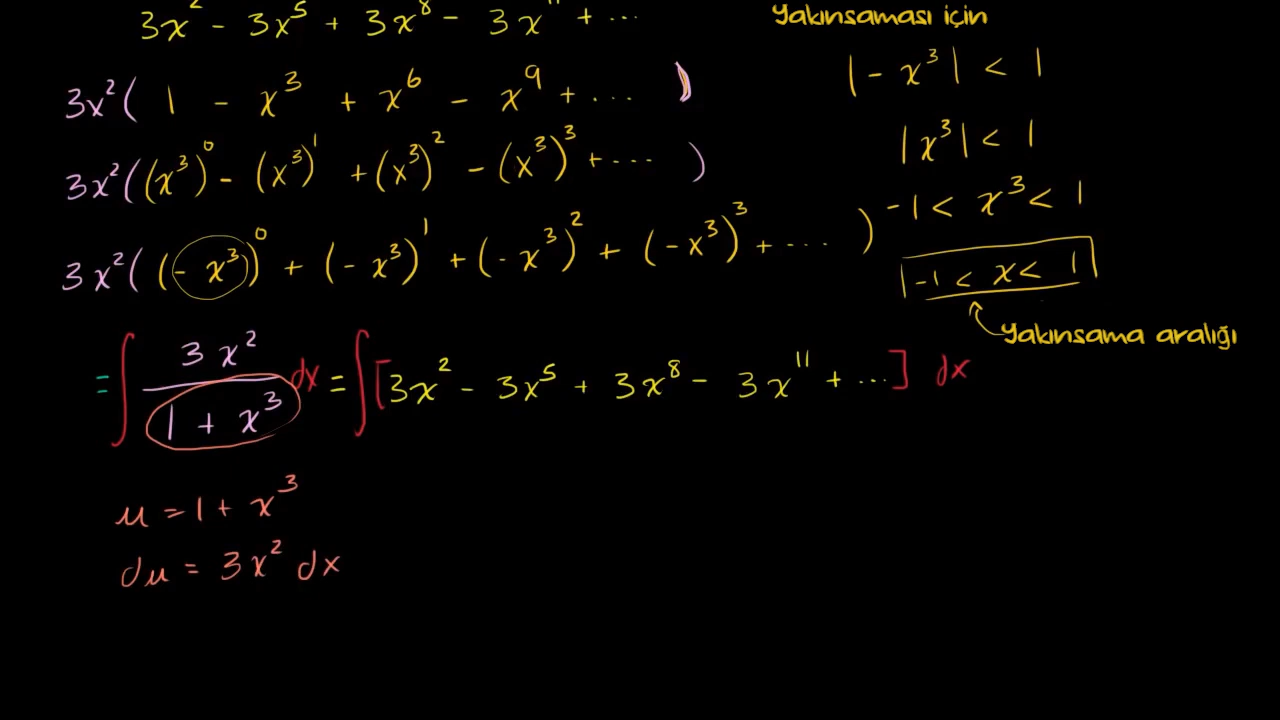 3x² - 3x⁵ + 3x⁸ - 3x¹¹ + ...
Yakınsaması için
3x²( 1 - x³ + x⁶ - x⁹ + ... )
|- x³| < 1
3x²((x³)⁰ - (x³)¹ + (x³)² - (x³)³ + ... )
|x³| < 1
-1 < x³ < 1
3x²( (- x³)⁰ + (- x³)¹ + (- x³)² + (- x³)³ + ... )
-1 < x < 1
Yakınsama aralığı
= ∫ 3x² / (1 + x³) dx = ∫ [3x² - 3x⁵ + 3x⁸ - 3x¹¹ + ...] dx
u = 1 + x³
du = 3x² dx